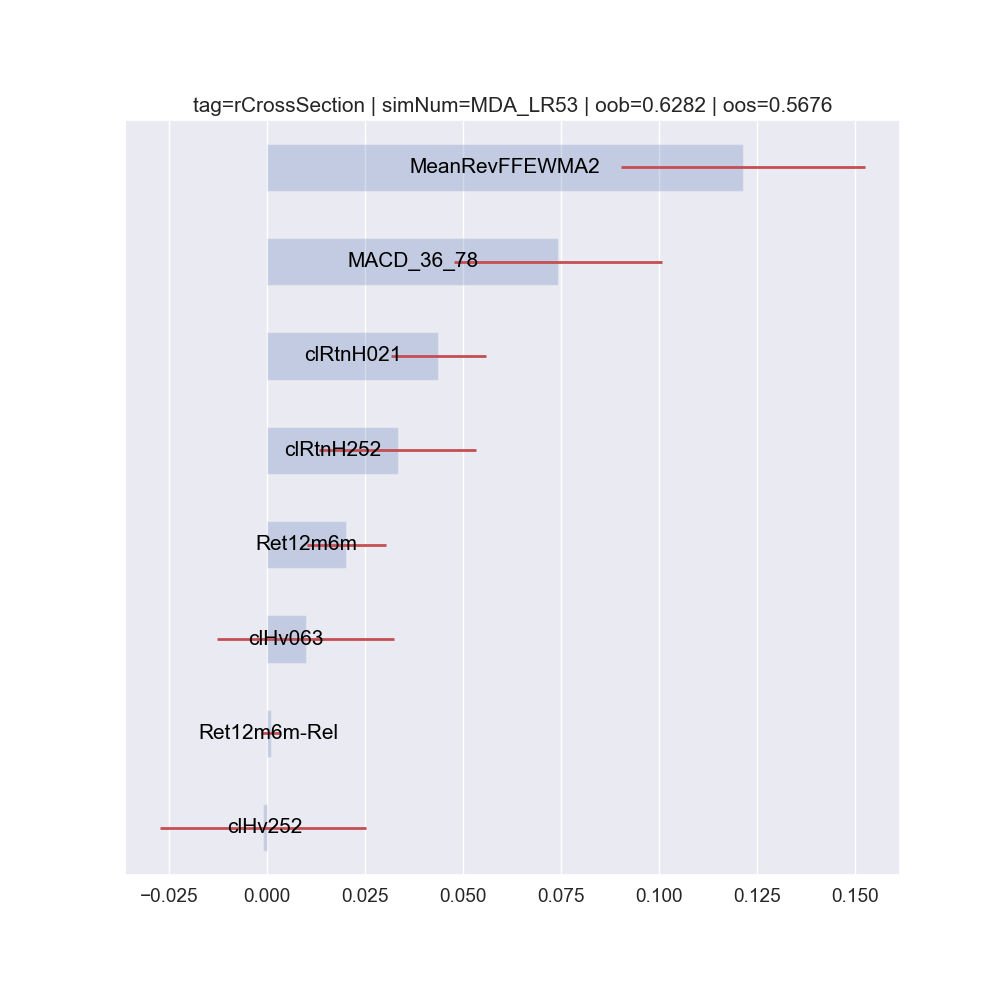 tag=rCrossSection | simNum=MDA_LR53 | oob=0.6282 | oos=0.5676
MeanRevFFEWMA2
MACD_36_78
clRtnH021
clRtnH252
Ret12m6m
clHv063
Ret12m6m-Rel
clHv252
−0.025 0.000 0.025 0.050 0.075 0.100 0.125 0.150